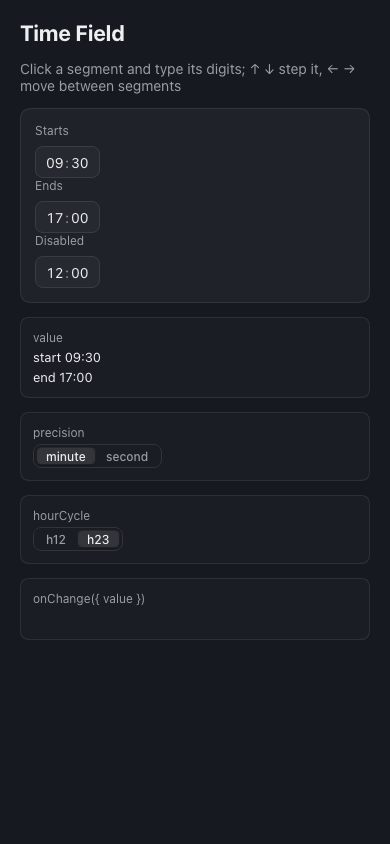 Time Field
Click a segment and type its digits; ↑ ↓ step it, ← →
move between segments
Starts
09:30
Ends
17:00
Disabled
12:00
value
start 09:30
end 17:00
precision
minute second
hourCycle
h12 h23
onChange({ value })